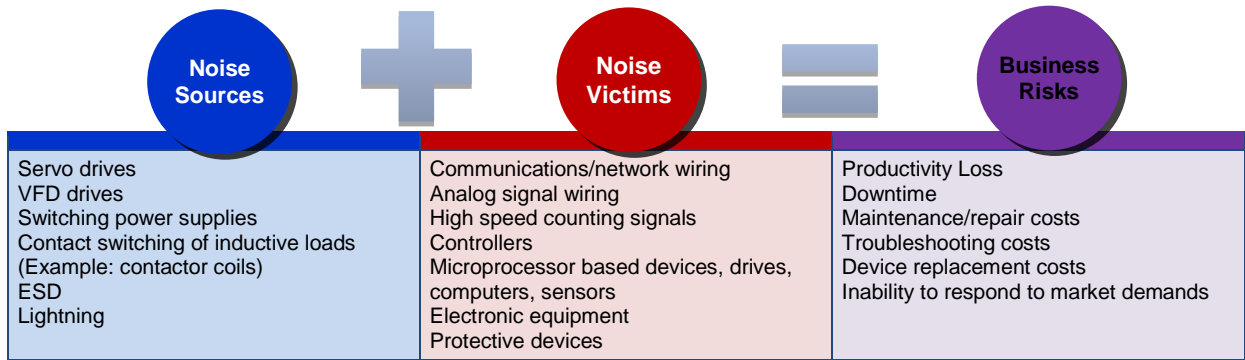 Noise
Sources
Noise
Victims
Business
Risks
Servo drives
VFD drives
Switching power supplies
Contact switching of inductive loads
(Example: contactor coils)
ESD
Lightning
Communications/network wiring
Analog signal wiring
High speed counting signals
Controllers
Microprocessor based devices, drives,
computers, sensors
Electronic equipment
Protective devices
Productivity Loss
Downtime
Maintenance/repair costs
Troubleshooting costs
Device replacement costs
Inability to respond to market demands